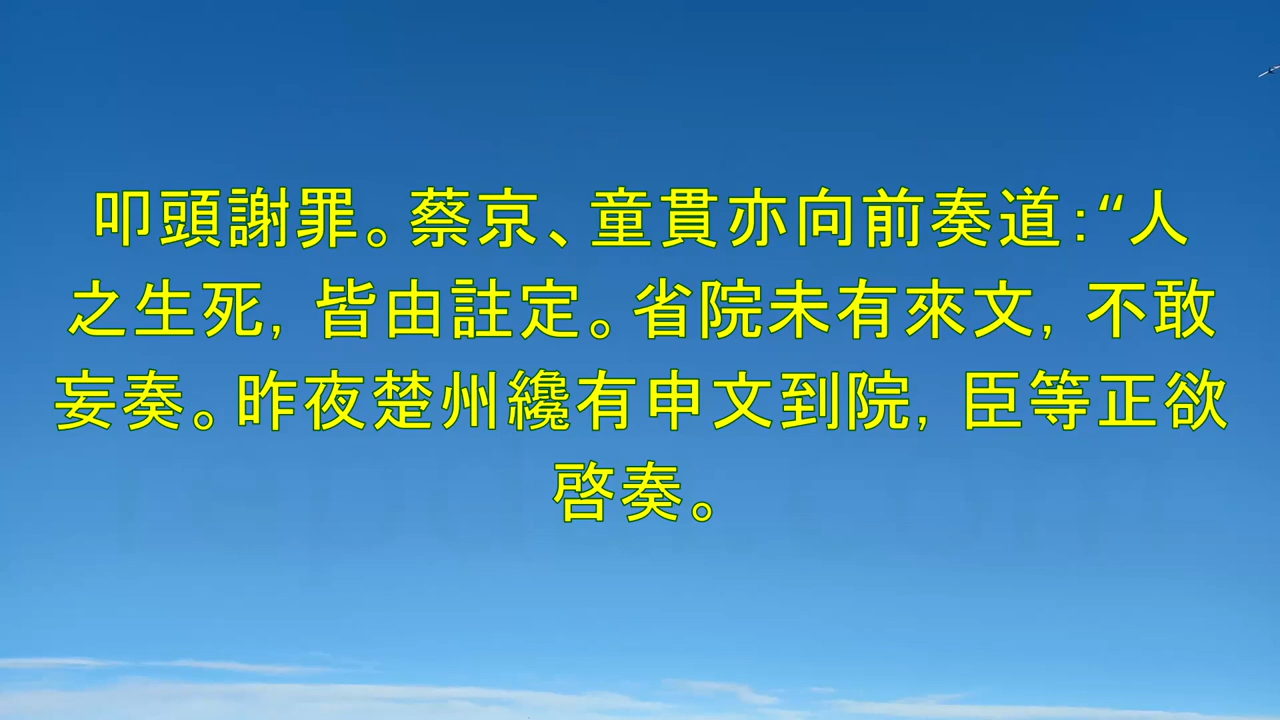 叩頭謝罪。蔡京、童貫亦向前奏道：“人
之生死，皆由註定。省院未有來文，不敢
妄奏。昨夜楚州纔有申文到院，臣等正欲
啓奏。